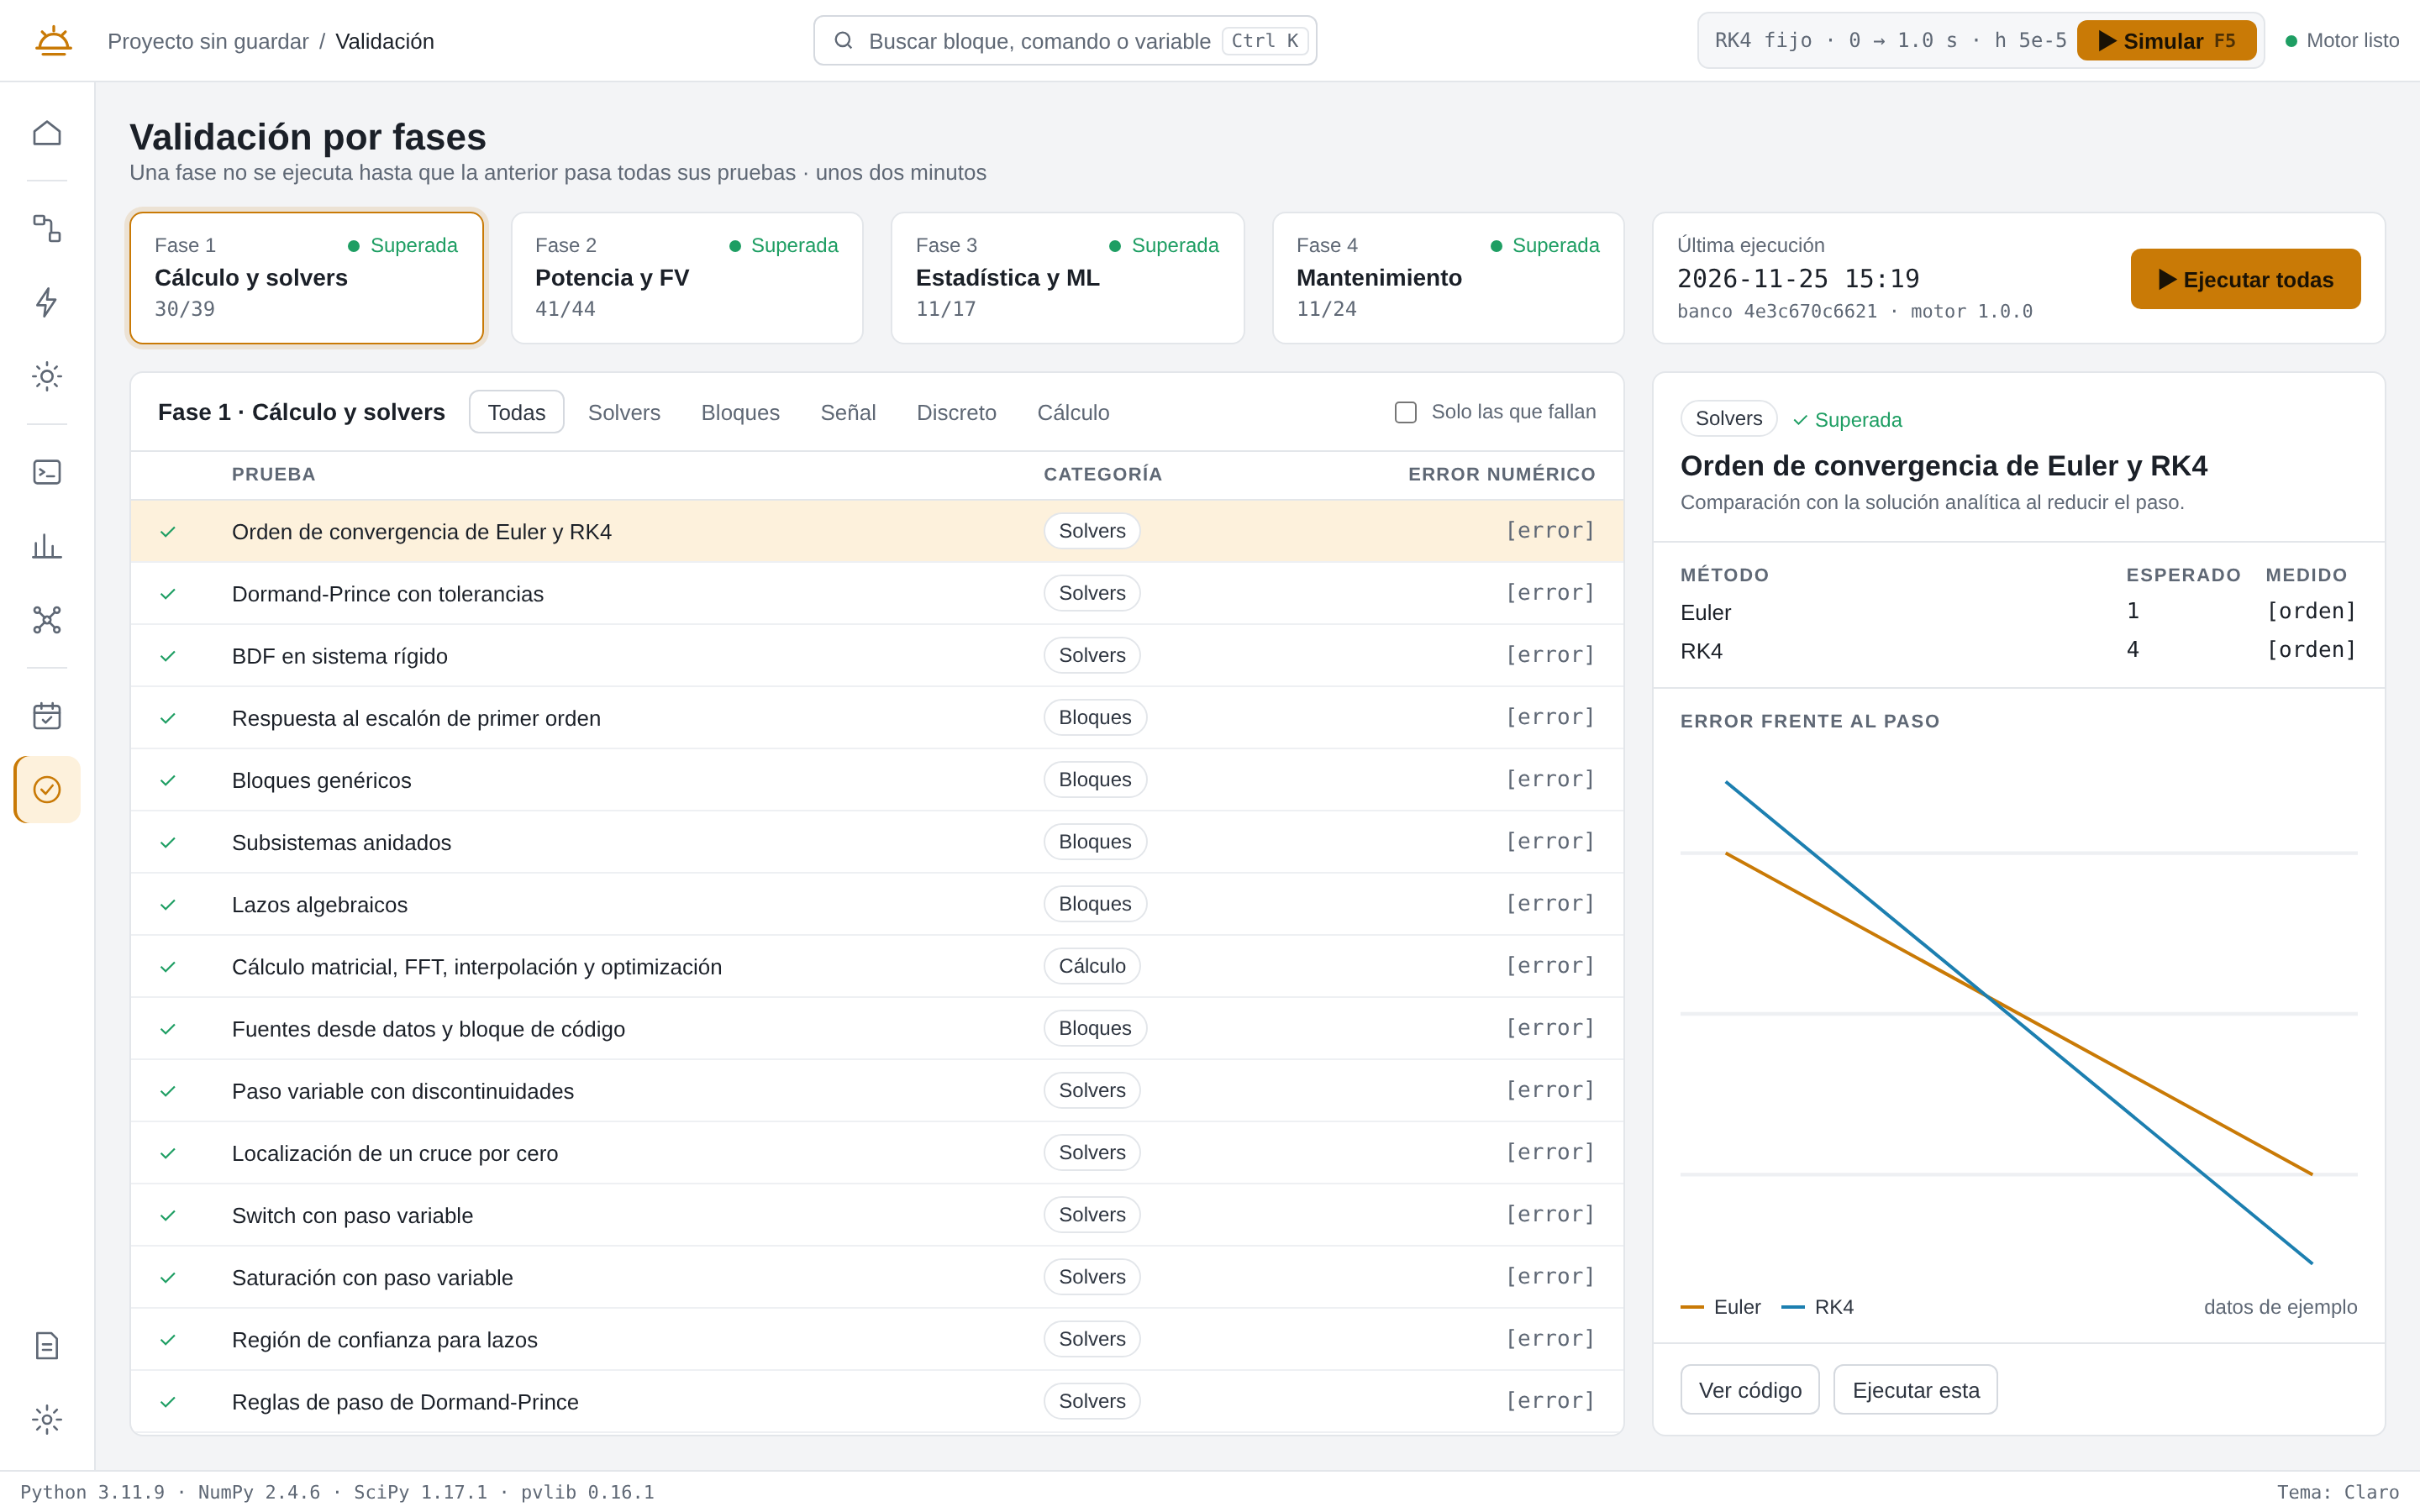 Proyecto sin guardar / Validación
Buscar bloque, comando o variable Ctrl K
RK4 fijo · 0 → 1.0 s · h 5e-5 Simular F5 Motor listo
Validación por fases
Una fase no se ejecuta hasta que la anterior pasa todas sus pruebas · unos dos minutos
Fase 1 Superada
Cálculo y solvers
30/39
Fase 2 Superada
Potencia y FV
41/44
Fase 3 Superada
Estadística y ML
11/17
Fase 4 Superada
Mantenimiento
11/24
Última ejecución
2026-11-25 15:19
banco 4e3c670c6621 · motor 1.0.0
Ejecutar todas
Fase 1 · Cálculo y solvers Todas Solvers Bloques Señal Discreto Cálculo Solo las que fallan
PRUEBA CATEGORÍA ERROR NUMÉRICO
Orden de convergencia de Euler y RK4 Solvers [error]
Dormand-Prince con tolerancias Solvers [error]
BDF en sistema rígido Solvers [error]
Respuesta al escalón de primer orden Bloques [error]
Bloques genéricos Bloques [error]
Subsistemas anidados Bloques [error]
Lazos algebraicos Bloques [error]
Cálculo matricial, FFT, interpolación y optimización Cálculo [error]
Fuentes desde datos y bloque de código Bloques [error]
Paso variable con discontinuidades Solvers [error]
Localización de un cruce por cero Solvers [error]
Switch con paso variable Solvers [error]
Saturación con paso variable Solvers [error]
Región de confianza para lazos Solvers [error]
Reglas de paso de Dormand-Prince Solvers [error]
Solvers Superada
Orden de convergencia de Euler y RK4
Comparación con la solución analítica al reducir el paso.
MÉTODO ESPERADO MEDIDO
Euler 1 [orden]
RK4 4 [orden]
ERROR FRENTE AL PASO
Euler RK4 datos de ejemplo
Ver código Ejecutar esta
Python 3.11.9 · NumPy 2.4.6 · SciPy 1.17.1 · pvlib 0.16.1
Tema: Claro